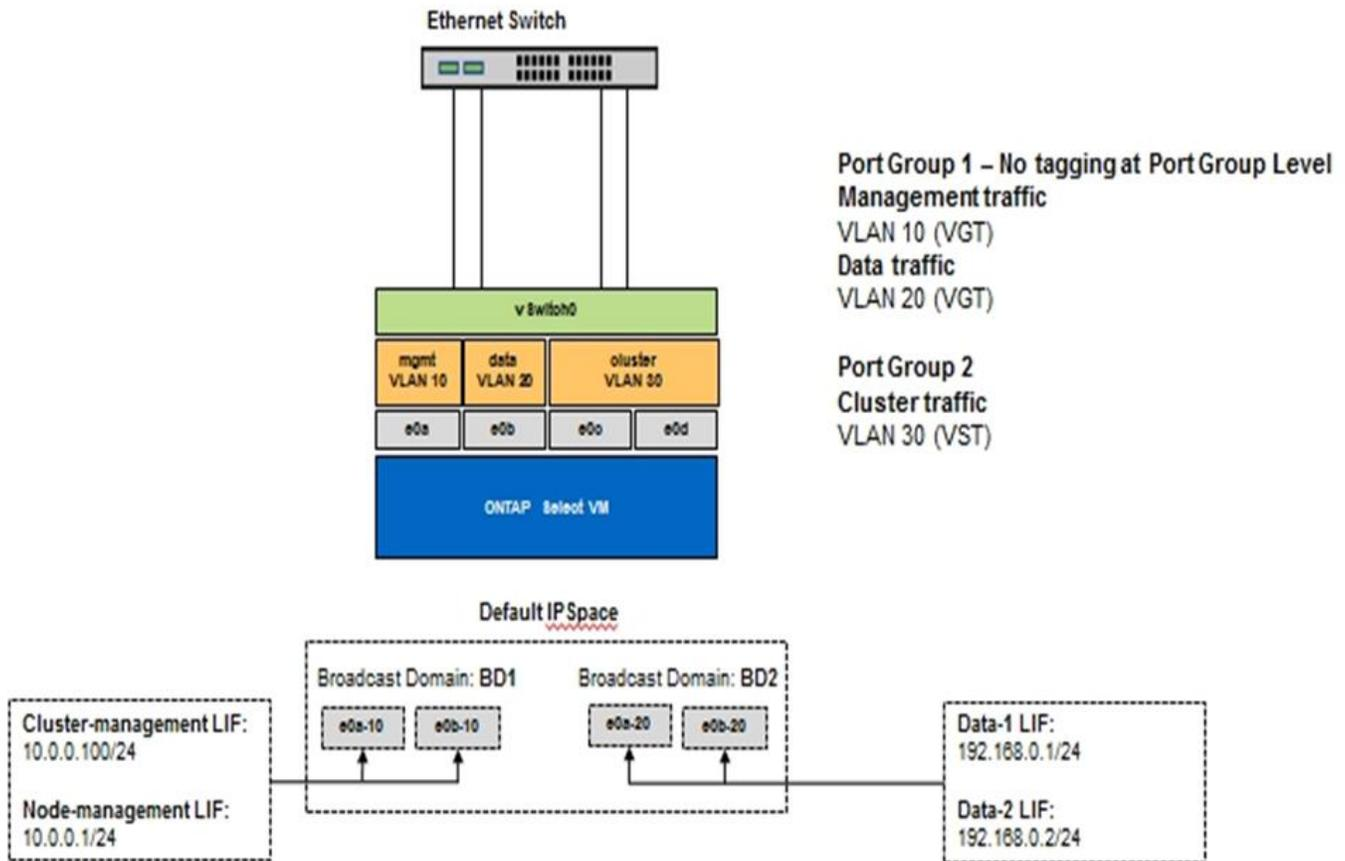 Ethernet Switch
Port Group 1 – No tagging at Port Group Level
Management traffic
VLAN 10 (VGT)
Data traffic
VLAN 20 (VGT)
Port Group 2
Cluster traffic
VLAN 30 (VST)
vSwitch0
mgmt
VLAN 10
data
VLAN 20
cluster
VLAN 30
e0a
e0b
e0c
e0d
ONTAP Select VM
Default IPSpace
Broadcast Domain: BD1
e0a-10
e0b-10
Broadcast Domain: BD2
e0a-20
e0b-20
Cluster-management LIF:
10.0.0.100/24
Node-management LIF:
10.0.0.1/24
Data-1 LIF:
192.168.0.1/24
Data-2 LIF:
192.168.0.2/24